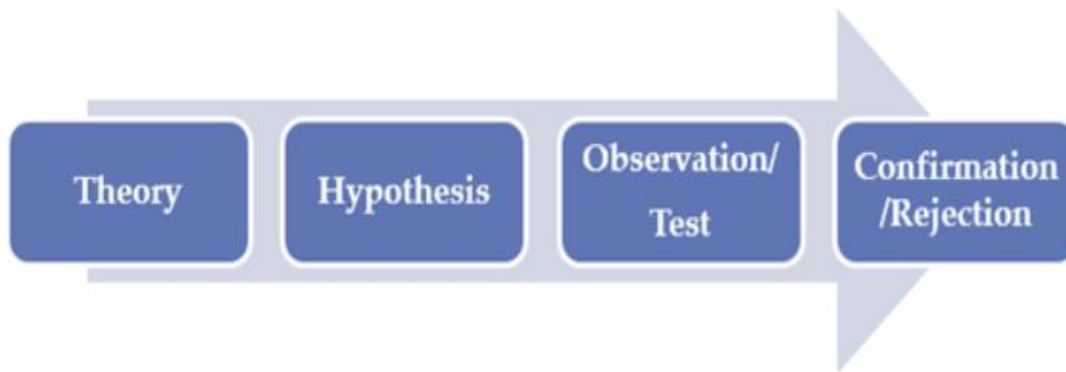 Theory
Hypothesis
Observation/
Test
Confirmation
/Rejection